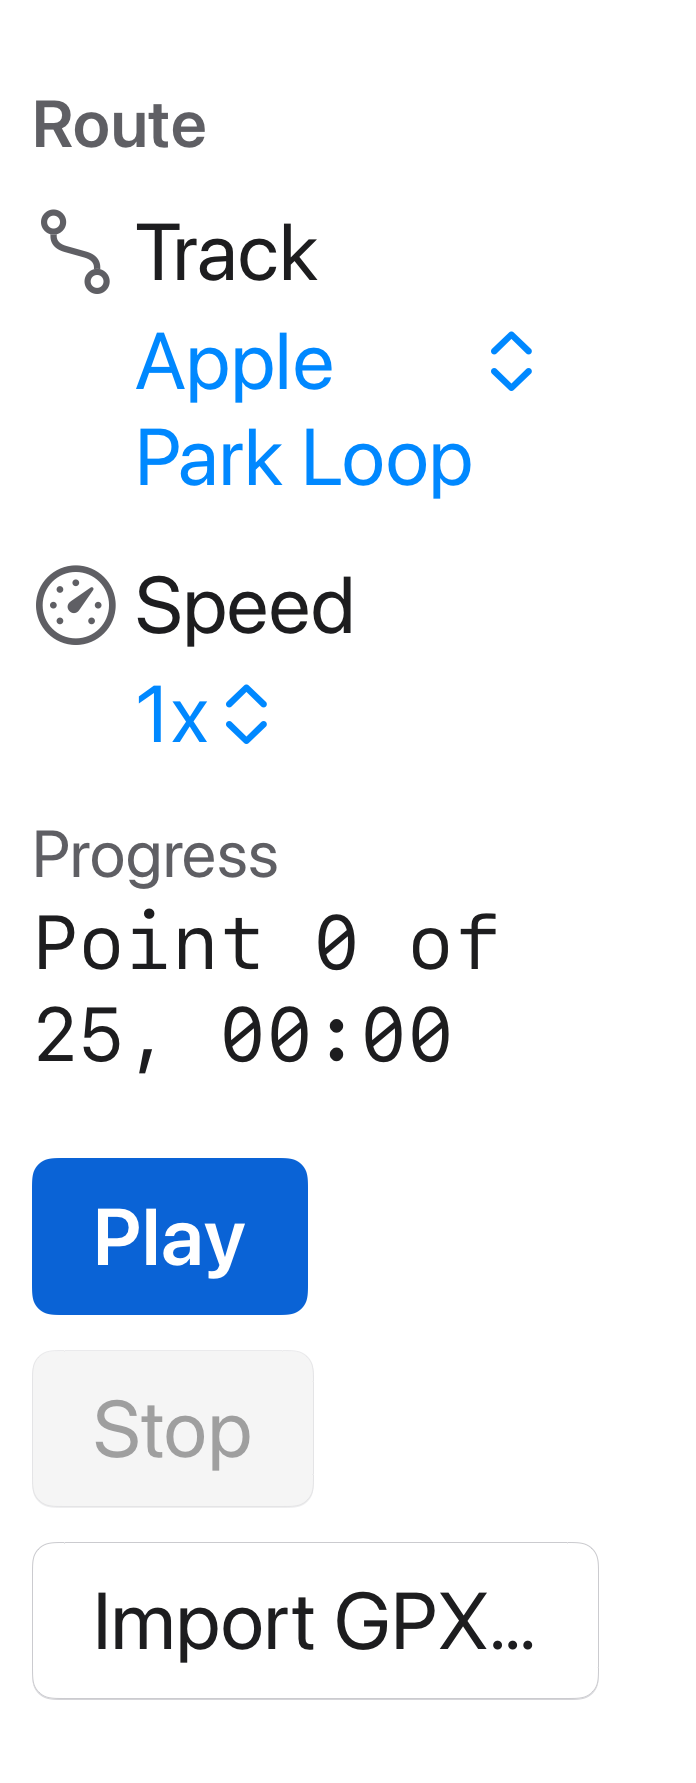 Route
Track
Apple
Park Loop
Speed
1x
Progress
Point 0 of
25, 00:00
Play
Stop
Import GPX…